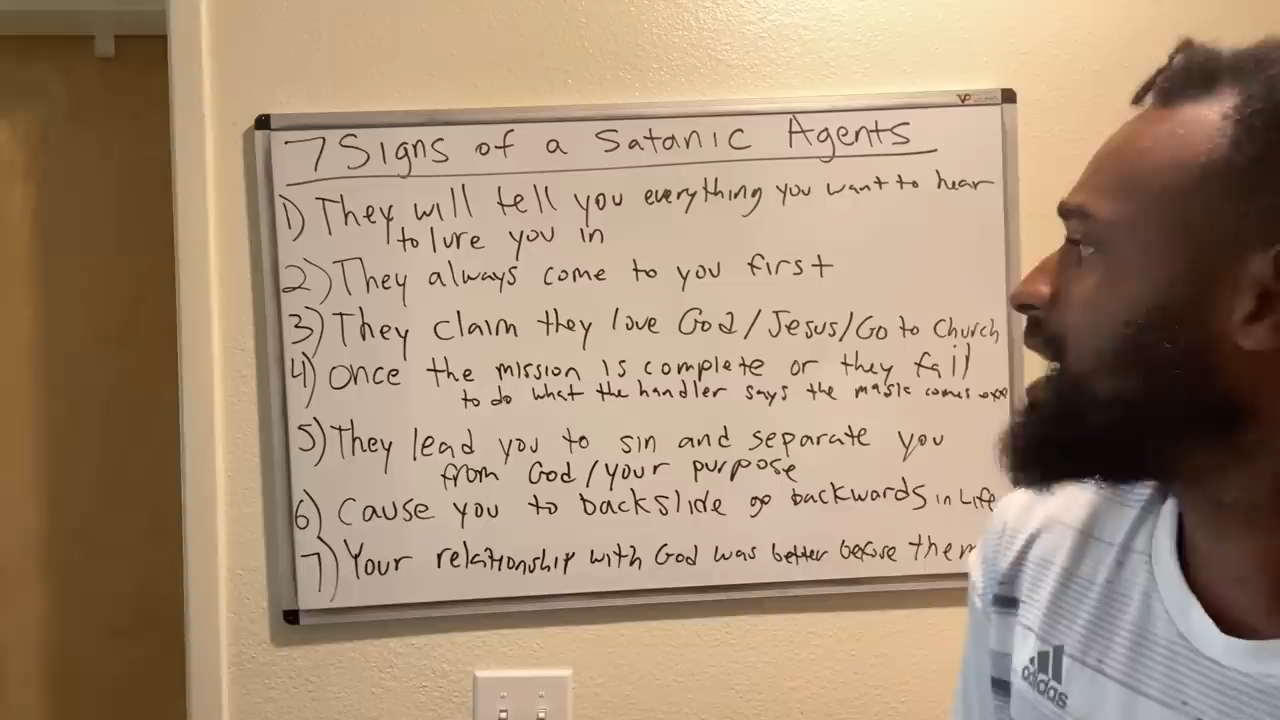 7 Signs of a Satanic Agents
1) They will tell you everything you want to hear
to lure you in
2) They always come to you first
3) They claim they love God/Jesus/Go to Church
4) Once the mission is complete or they fail
to do what the handler says the mask comes off
5) They lead you to sin and separate you
from God/your purpose
6) Cause you to backslide go backwards in Life
7) Your relationship with God was better before them
adidas